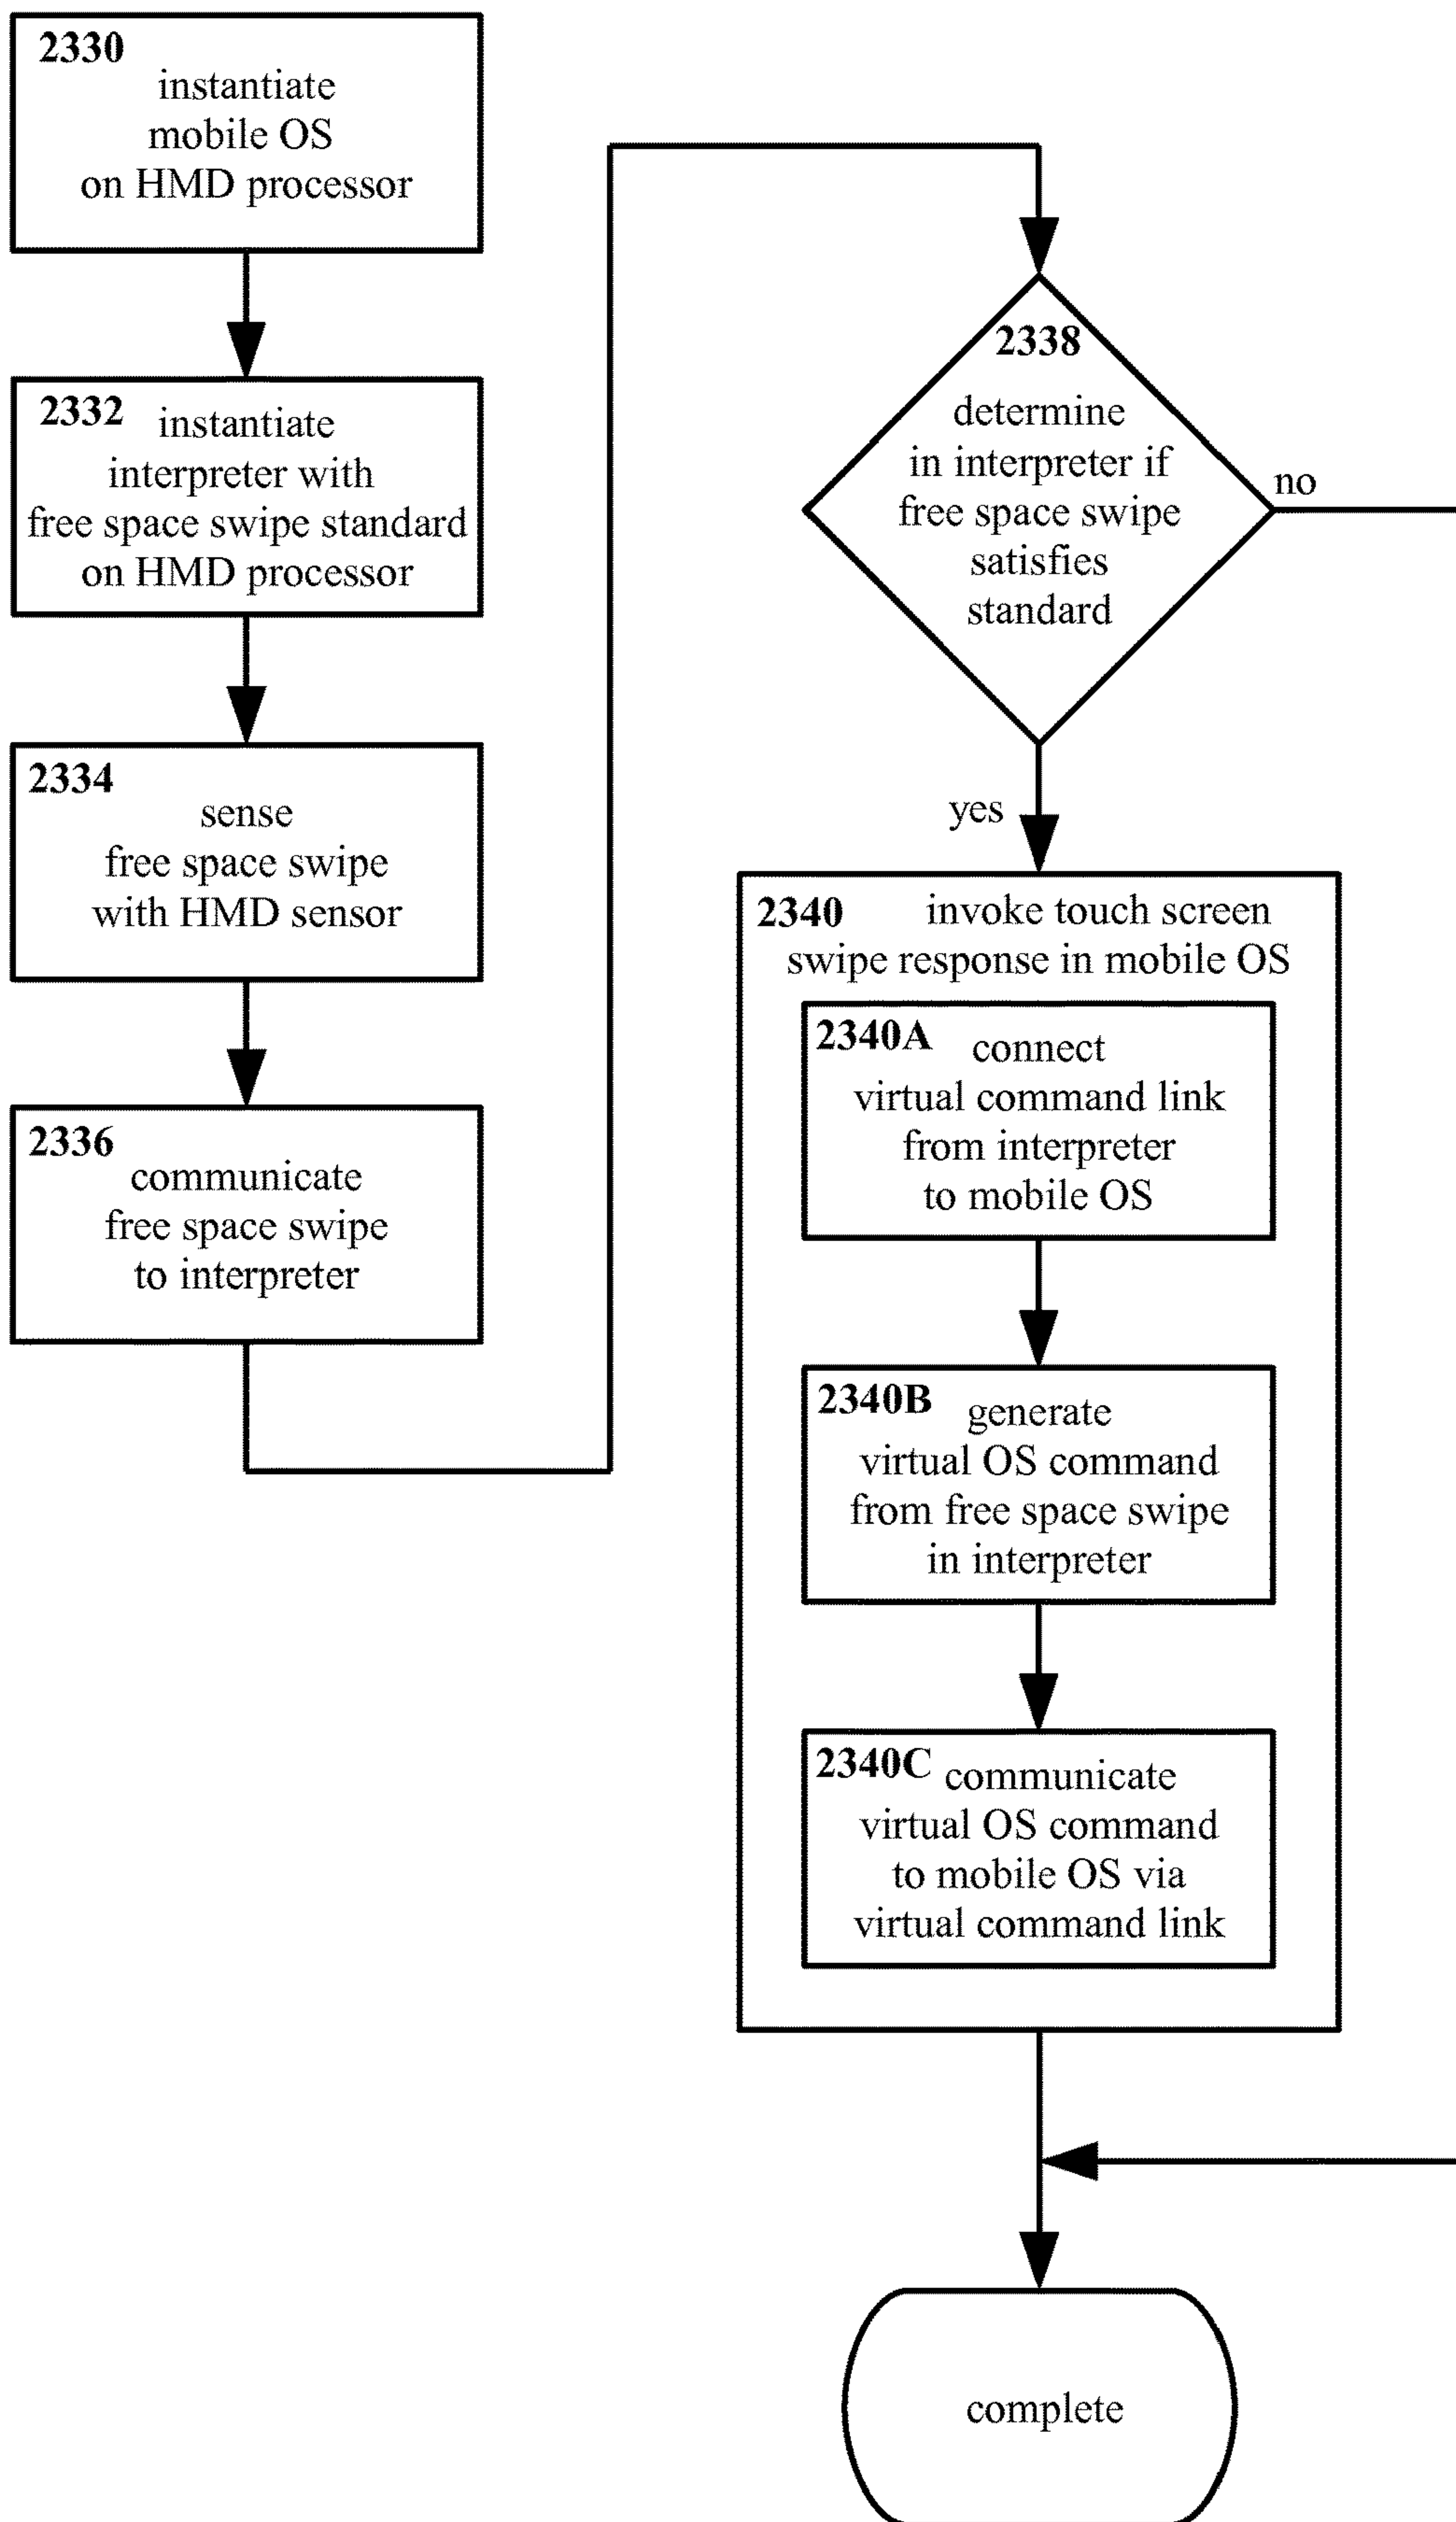 2330
instantiate
mobile OS
on HMD processor
2332 instantiate
interpreter with
free space swipe standard
on HMD processor
2334
sense
free space swipe
with HMD sensor
2336
communicate
free space swipe
to interpreter
2338
determine
in interpreter if
free space swipe
satisfies
standard
no
yes
2340 invoke touch screen
swipe response in mobile OS
2340A connect
virtual command link
from interpreter
to mobile OS
2340B generate
virtual OS command
from free space swipe
in interpreter
2340C communicate
virtual OS command
to mobile OS via
virtual command link
complete